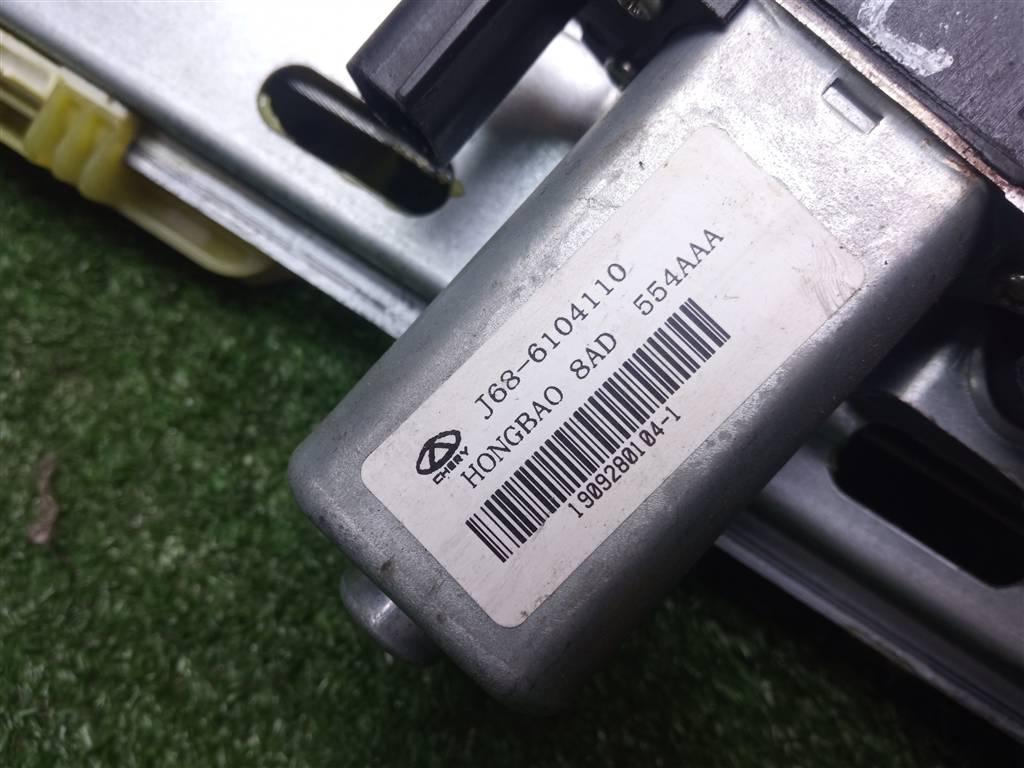 J68-6104110
CHERY
HONGBAO 8AD 554AAA
1909280104-1